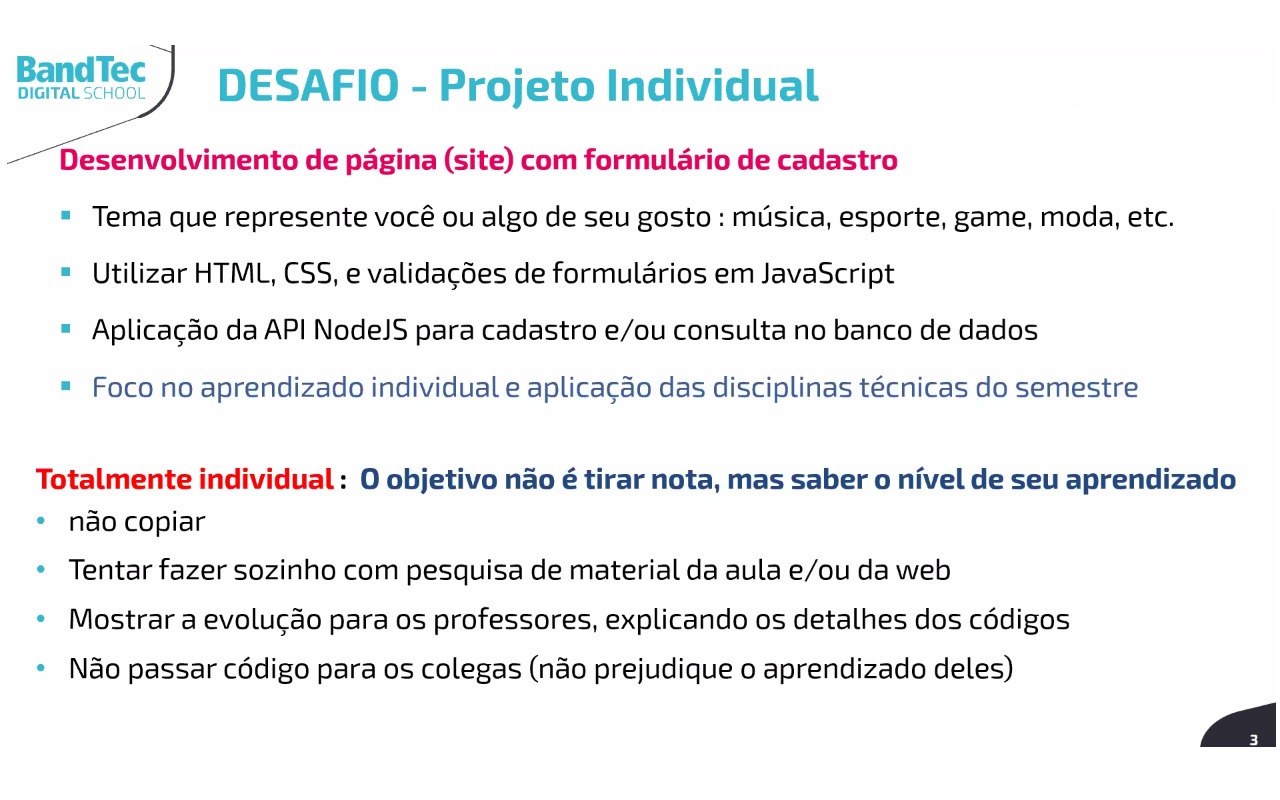 BandTec
DIGITAL SCHOOL
DESAFIO - Projeto Individual
Desenvolvimento de página (site) com formulário de cadastro
▪ Tema que represente você ou algo de seu gosto : música, esporte, game, moda, etc.
▪ Utilizar HTML, CSS, e validações de formulários em JavaScript
▪ Aplicação da API NodeJS para cadastro e/ou consulta no banco de dados
▪ Foco no aprendizado individual e aplicação das disciplinas técnicas do semestre
Totalmente individual : O objetivo não é tirar nota, mas saber o nível de seu aprendizado
• não copiar
• Tentar fazer sozinho com pesquisa de material da aula e/ou da web
• Mostrar a evolução para os professores, explicando os detalhes dos códigos
• Não passar código para os colegas (não prejudique o aprendizado deles)
3